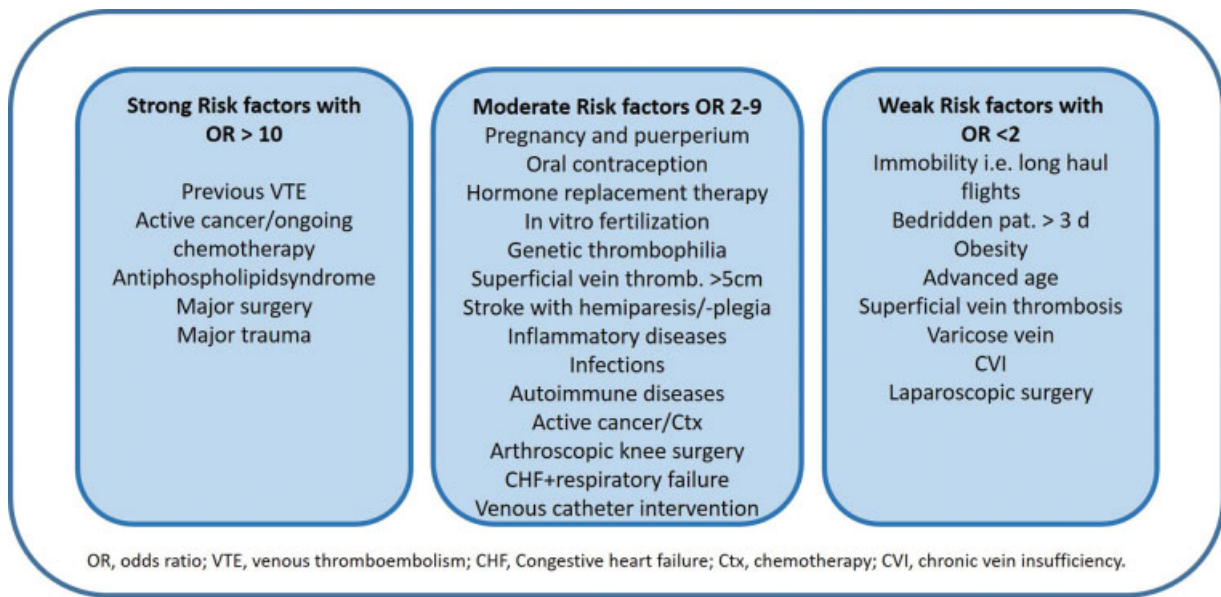 Strong Risk factors with
OR > 10
Previous VTE
Active cancer/ongoing
chemotherapy
Antiphospholipidsyndrome
Major surgery
Major trauma
Moderate Risk factors OR 2-9
Pregnancy and puerperium
Oral contraception
Hormone replacement therapy
In vitro fertilization
Genetic thrombophilia
Superficial vein thromb. >5cm
Stroke with hemiparesis/-plegia
Inflammatory diseases
Infections
Autoimmune diseases
Active cancer/Ctx
Arthroscopic knee surgery
CHF+respiratory failure
Venous catheter intervention
Weak Risk factors with
OR <2
Immobility i.e. long haul
flights
Bedridden pat. > 3 d
Obesity
Advanced age
Superficial vein thrombosis
Varicose vein
CVI
Laparoscopic surgery
OR, odds ratio; VTE, venous thromboembolism; CHF, Congestive heart failure; Ctx, chemotherapy; CVI, chronic vein insufficiency.